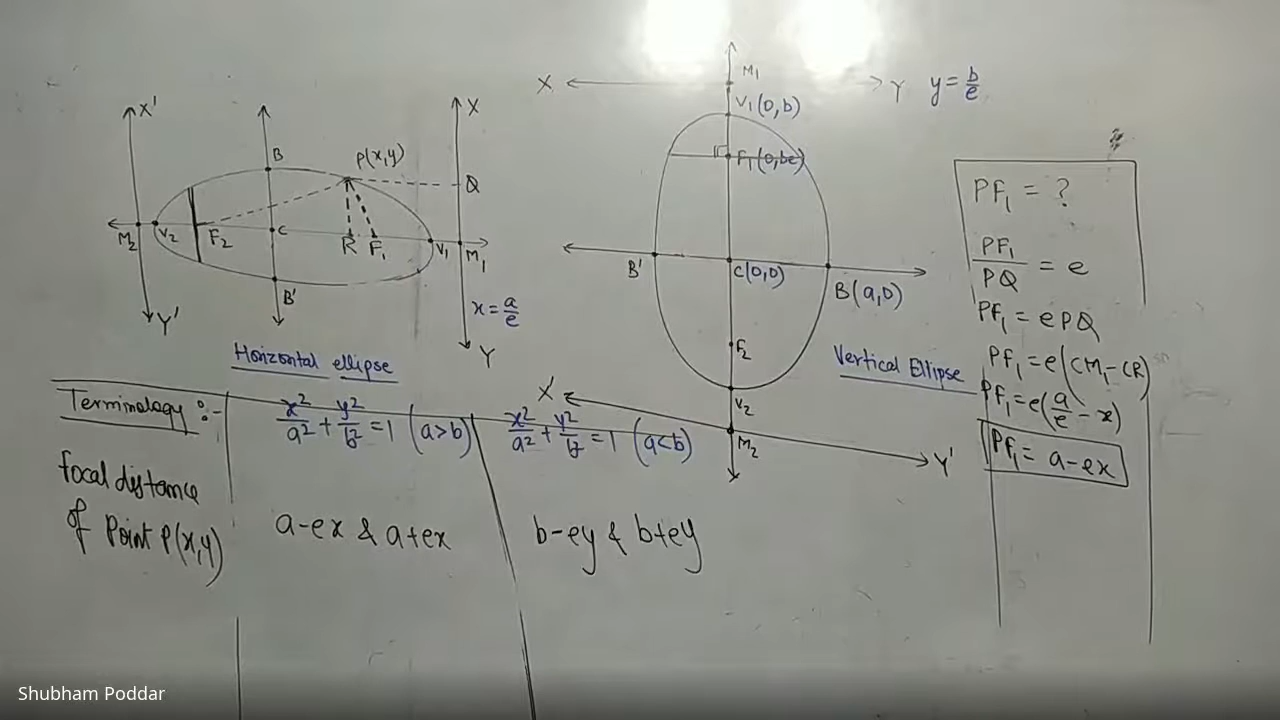 X'
B
P(x,y)
X
Q
M₂
V₂
F₂
C
R
F₁
V₁
M₁
B'
Y'
x = a/e
Y
Horizontal ellipse
X
M₁
Y
y = b/e
V₁(0,b)
F₁(0,be)
B'
C(0,0)
B(a,0)
F₂
V₂
Vertical Ellipse
X'
M₂
Y'
PF₁ = ?
PF₁/PQ = e
PF₁ = e PQ
PF₁ = e(CM₁ - CR)
PF₁ = e(a/e - x)
PF₁ = a - ex
Terminology :-
x²/a² + y²/b² = 1 (a>b)
x²/a² + y²/b² = 1 (a<b)
focal distance
of Point P(x,y)
a-ex & a+ex
b-ey & b+ey
Shubham Poddar